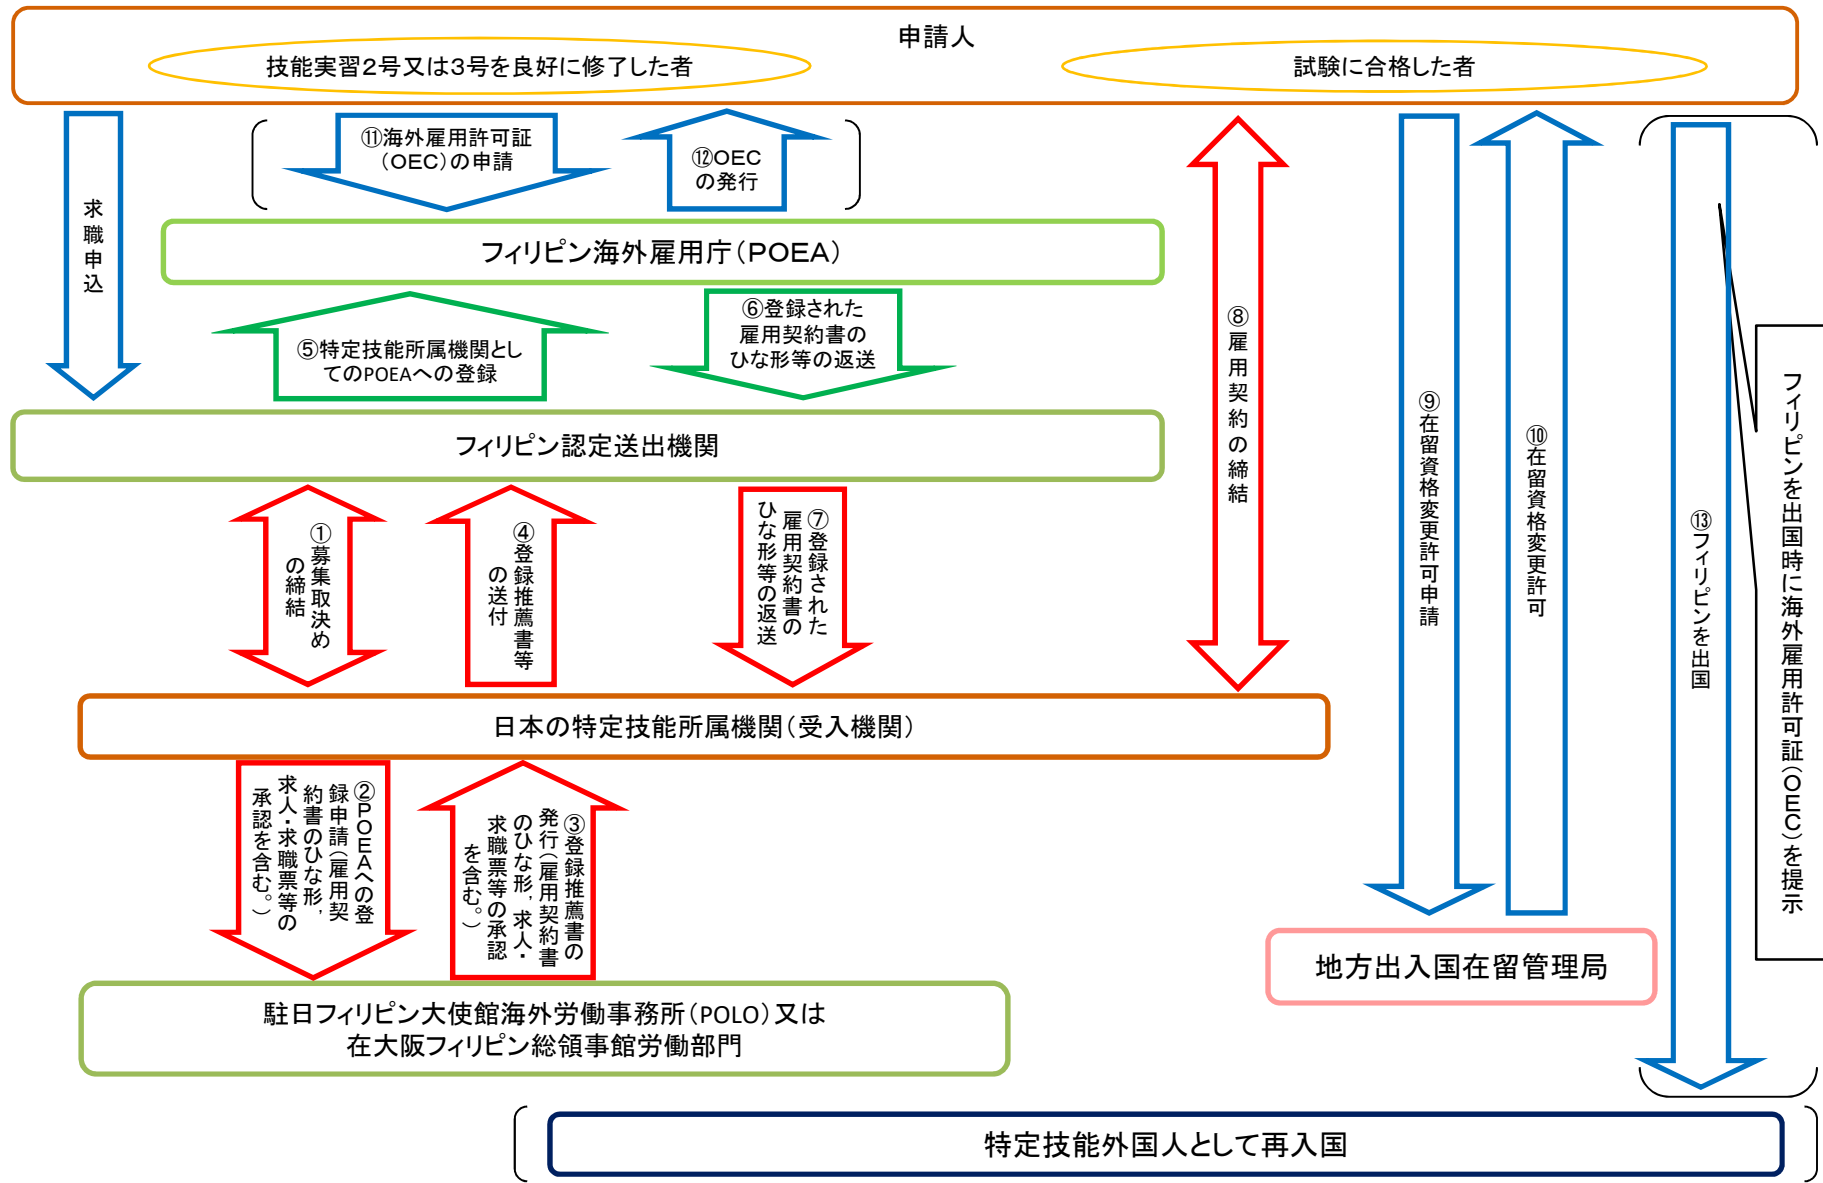 申請人
技能実習２号又は３号を良好に修了した者
試験に合格した者
求職申込
⑪海外雇用許可証
（ＯＥＣ）の申請
⑫ＯＥＣ
の発行
フィリピン海外雇用庁（ＰＯＥＡ）
⑤特定技能所属機関とし
てのPOEAへの登録
⑥登録された
雇用契約書の
ひな形等の返送
フィリピン認定送出機関
①募集取決め
の締結
④登録推薦書等
の送付
⑦登録された
雇用契約書の
ひな形等の返送
⑧雇用契約の締結
⑨在留資格変更許可申請
⑩在留資格変更許可
⑬フィリピンを出国
フィリピンを出国時に海外雇用許可証（ＯＥＣ）を提示
日本の特定技能所属機関（受入機関）
②ＰＯＥＡへの登
録申請（雇用契
約書のひな形，
求人・求職票等の
承認を含む。）
③登録推薦書の
発行（雇用契約書
のひな形，求人・
求職票等の承認
を含む。）
地方出入国在留管理局
駐日フィリピン大使館海外労働事務所（POLO）又は
在大阪フィリピン総領事館労働部門
特定技能外国人として再入国